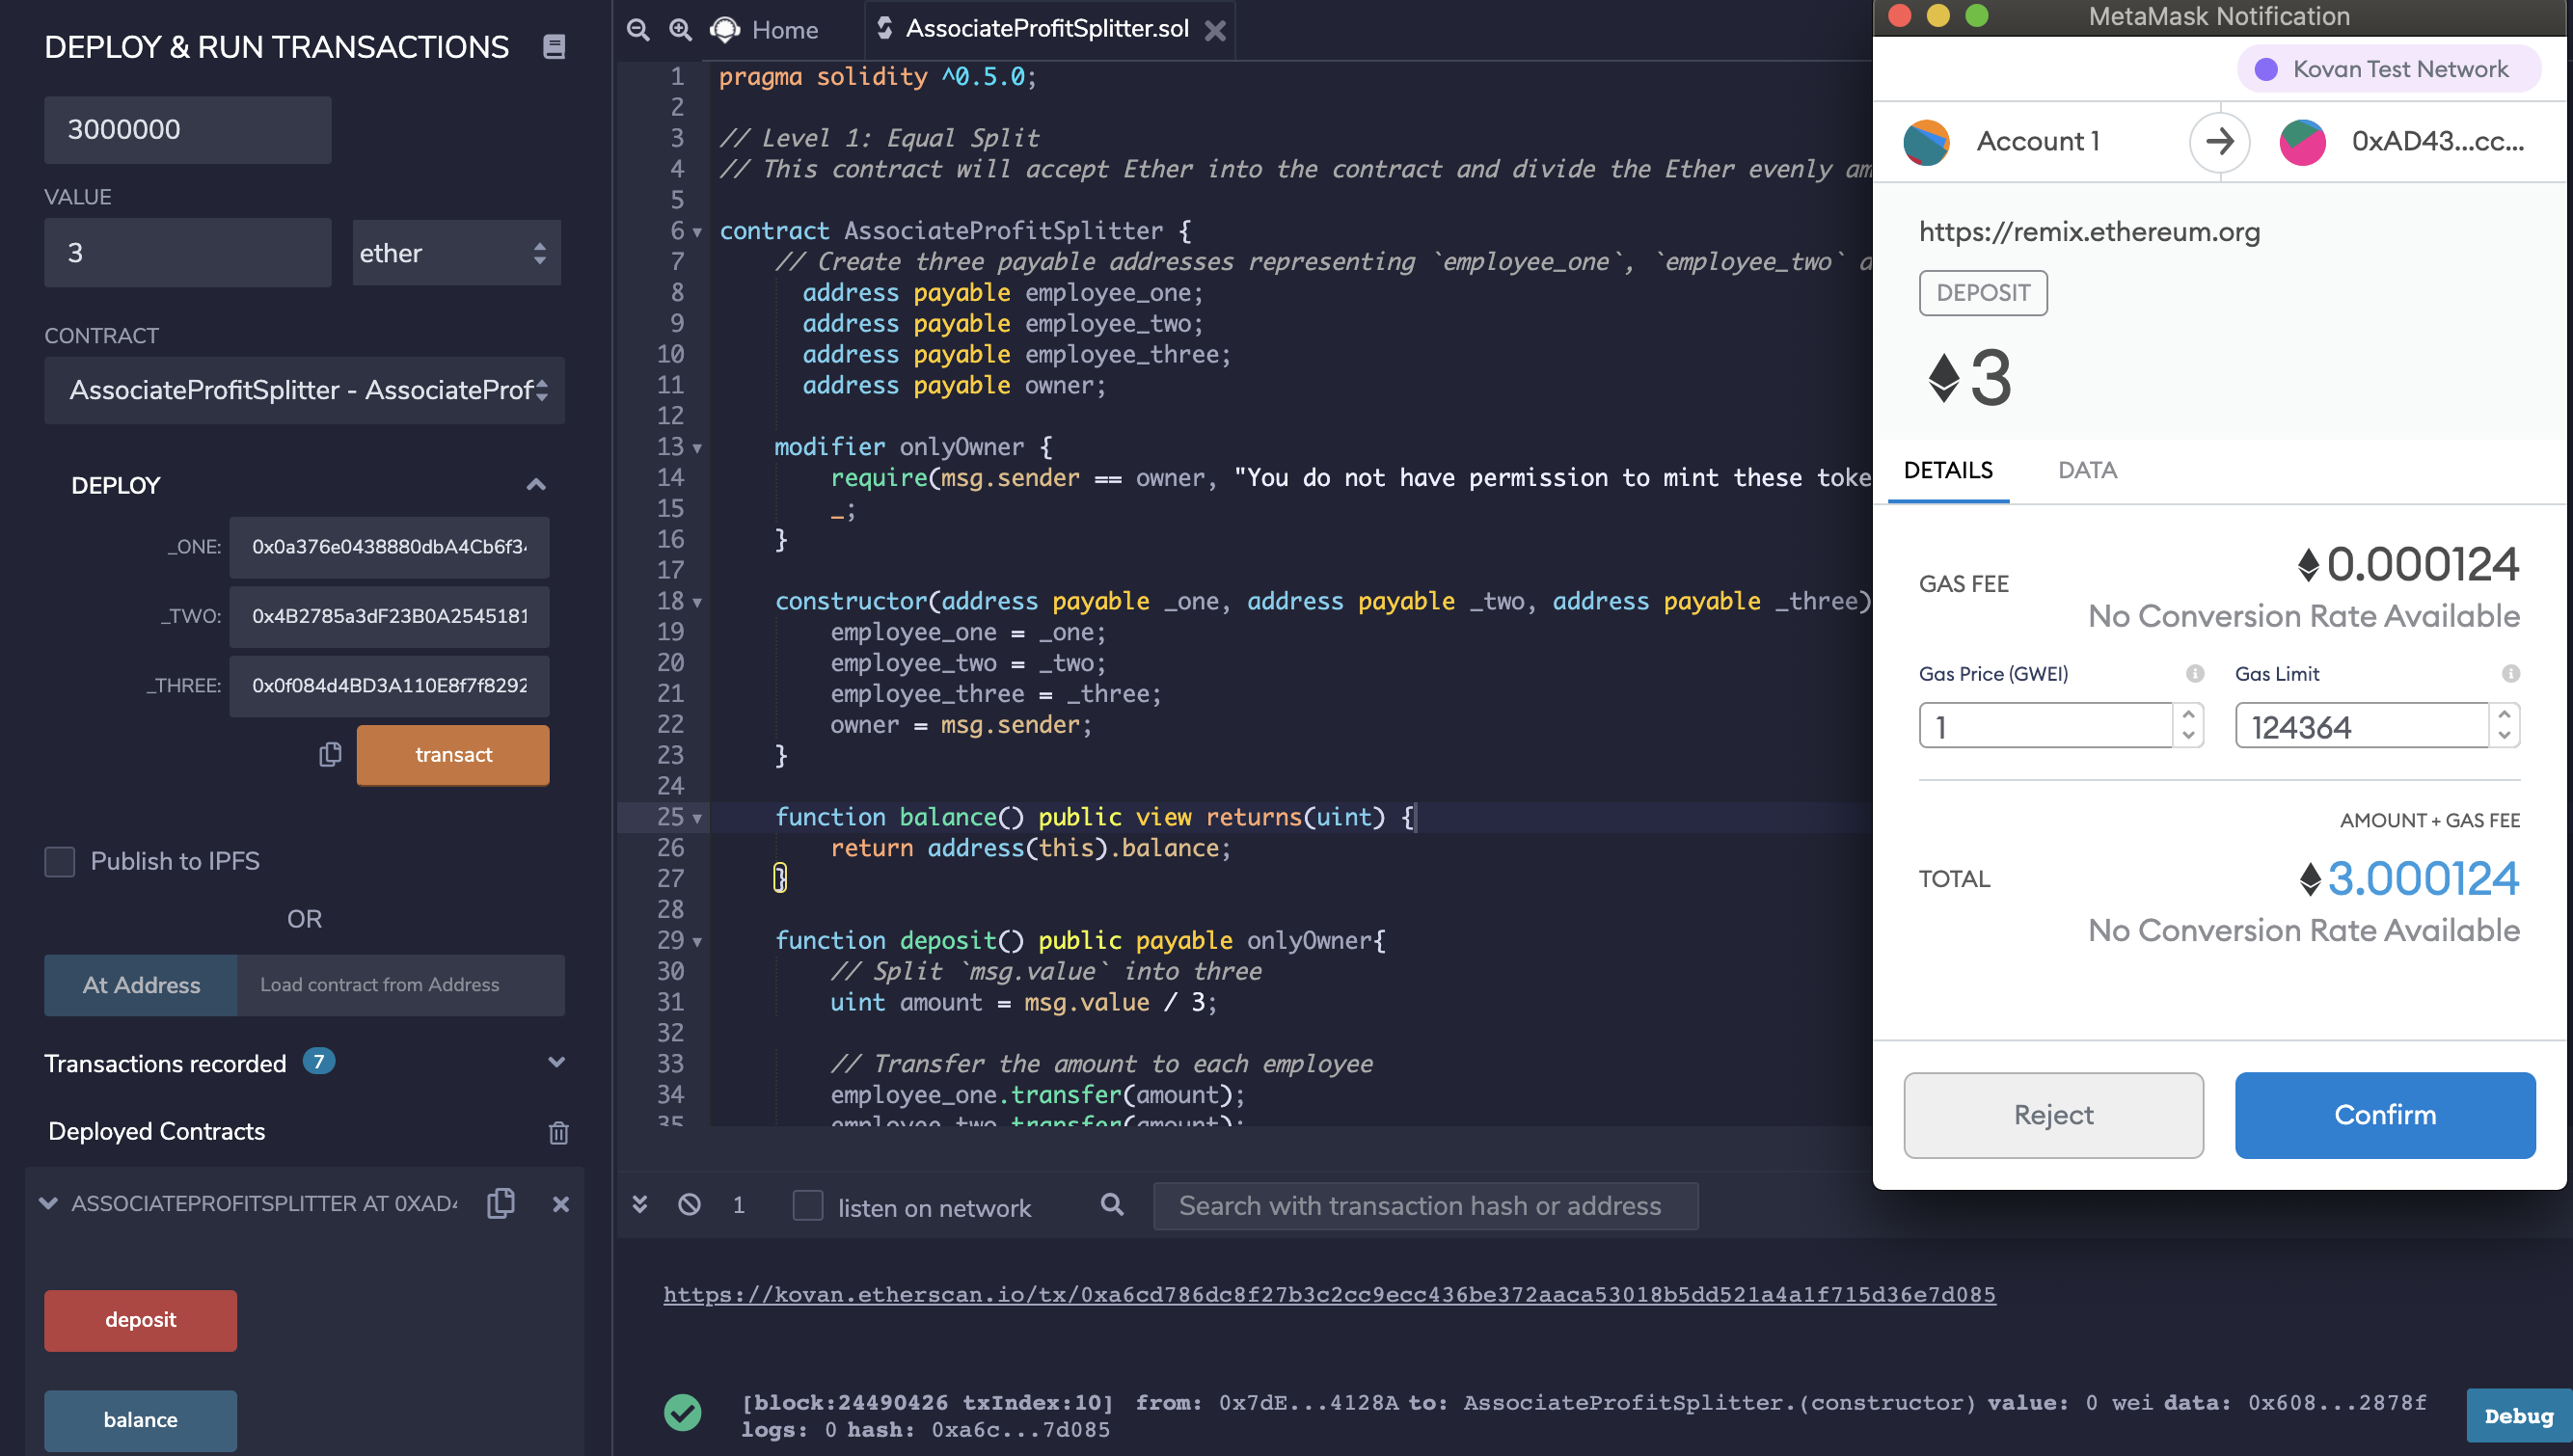 DEPLOY & RUN TRANSACTIONS
3000000
VALUE
3
ether
CONTRACT
AssociateProfitSplitter - AssociateProf
DEPLOY
_ONE: 0x0a376e0438880dbA4Cb6f34
_TWO: 0x4B2785a3dF23B0A2545181
_THREE: 0x0f084d4BD3A110E8f7f8292
transact
Publish to IPFS
OR
At Address
Load contract from Address
Transactions recorded 7
Deployed Contracts
ASSOCIATEPROFITSPLITTER AT 0XAD4
deposit
balance
Home
AssociateProfitSplitter.sol
1 pragma solidity ^0.5.0;
2
3 // Level 1: Equal Split
4 // This contract will accept Ether into the contract and divide the Ether evenly am
5
6 contract AssociateProfitSplitter {
7 // Create three payable addresses representing `employee_one`, `employee_two` a
8 address payable employee_one;
9 address payable employee_two;
10 address payable employee_three;
11 address payable owner;
12
13 modifier onlyOwner {
14 require(msg.sender == owner, "You do not have permission to mint these toke
15 _;
16 }
17
18 constructor(address payable _one, address payable _two, address payable _three)
19 employee_one = _one;
20 employee_two = _two;
21 employee_three = _three;
22 owner = msg.sender;
23 }
24
25 function balance() public view returns(uint) {
26 return address(this).balance;
27 }
28
29 function deposit() public payable onlyOwner{
30 // Split `msg.value` into three
31 uint amount = msg.value / 3;
32
33 // Transfer the amount to each employee
34 employee_one.transfer(amount);
35 employee_two.transfer(amount);
1
listen on network
Search with transaction hash or address
https://kovan.etherscan.io/tx/0xa6cd786dc8f27b3c2cc9ecc436be372aaca53018b5dd521a4a1f715d36e7d085
[block:24490426 txIndex:10] from: 0x7dE...4128A to: AssociateProfitSplitter.(constructor) value: 0 wei data: 0x608...2878f
logs: 0 hash: 0xa6c...7d085
Debug
MetaMask Notification
Kovan Test Network
Account 1
0xAD43...cc...
https://remix.ethereum.org
DEPOSIT
3
DETAILS
DATA
GAS FEE
0.000124
No Conversion Rate Available
Gas Price (GWEI)
Gas Limit
1
124364
AMOUNT + GAS FEE
TOTAL
3.000124
No Conversion Rate Available
Reject
Confirm